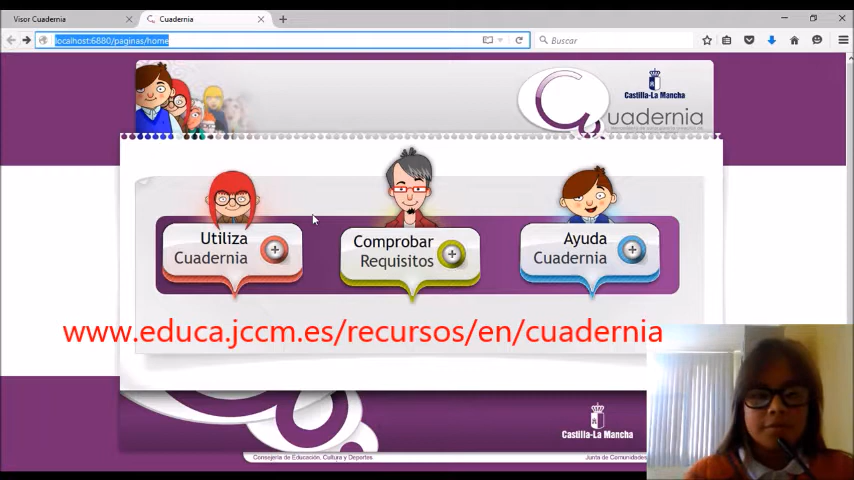 Visor Cuadernia
Cuadernia
localhost:6880/paginas/home
Buscar
Castilla-La Mancha
uadernia
Utiliza
Cuadernia
Comprobar
Requisitos
Ayuda
Cuadernia
www.educa.jccm.es/recursos/en/cuadernia
Castilla-La Mancha
Consejería de Educación, Cultura y Deportes
Junta de Comunidades